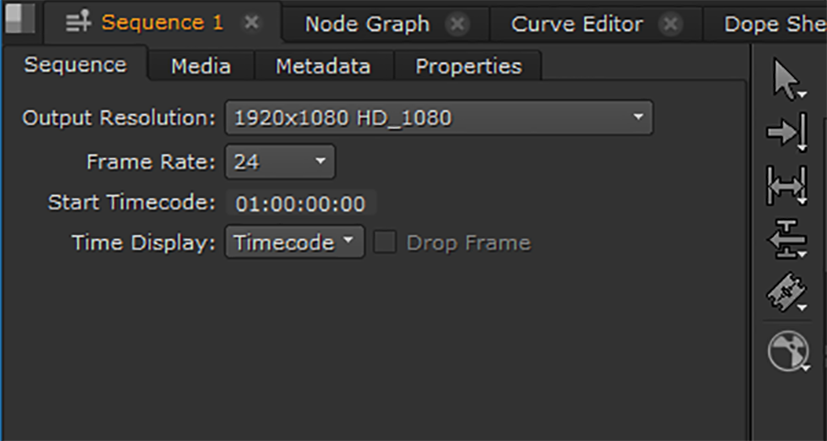 Sequence 1 Node Graph Curve Editor Dope She
Sequence Media Metadata Properties
Output Resolution: 1920x1080 HD_1080
Frame Rate: 24
Start Timecode: 01:00:00:00
Time Display: Timecode Drop Frame